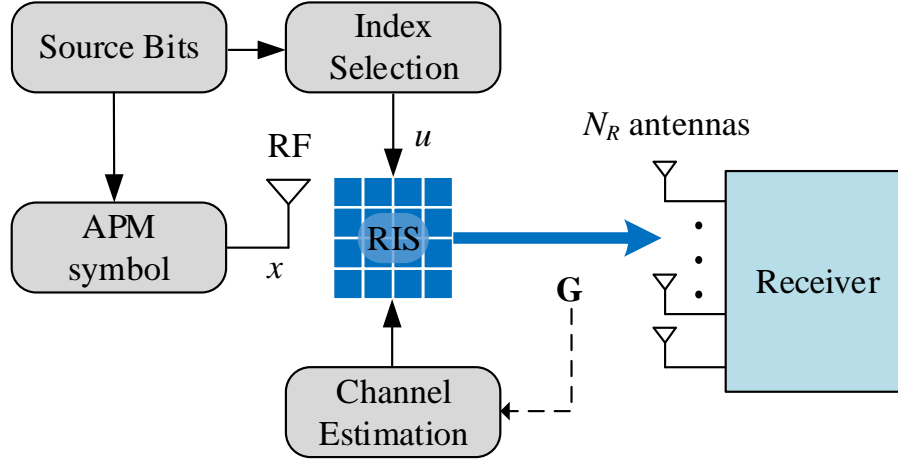 Source Bits
Index
Selection
N_R antennas
RF
u
APM
symbol
x
RIS
G
Receiver
Channel
Estimation